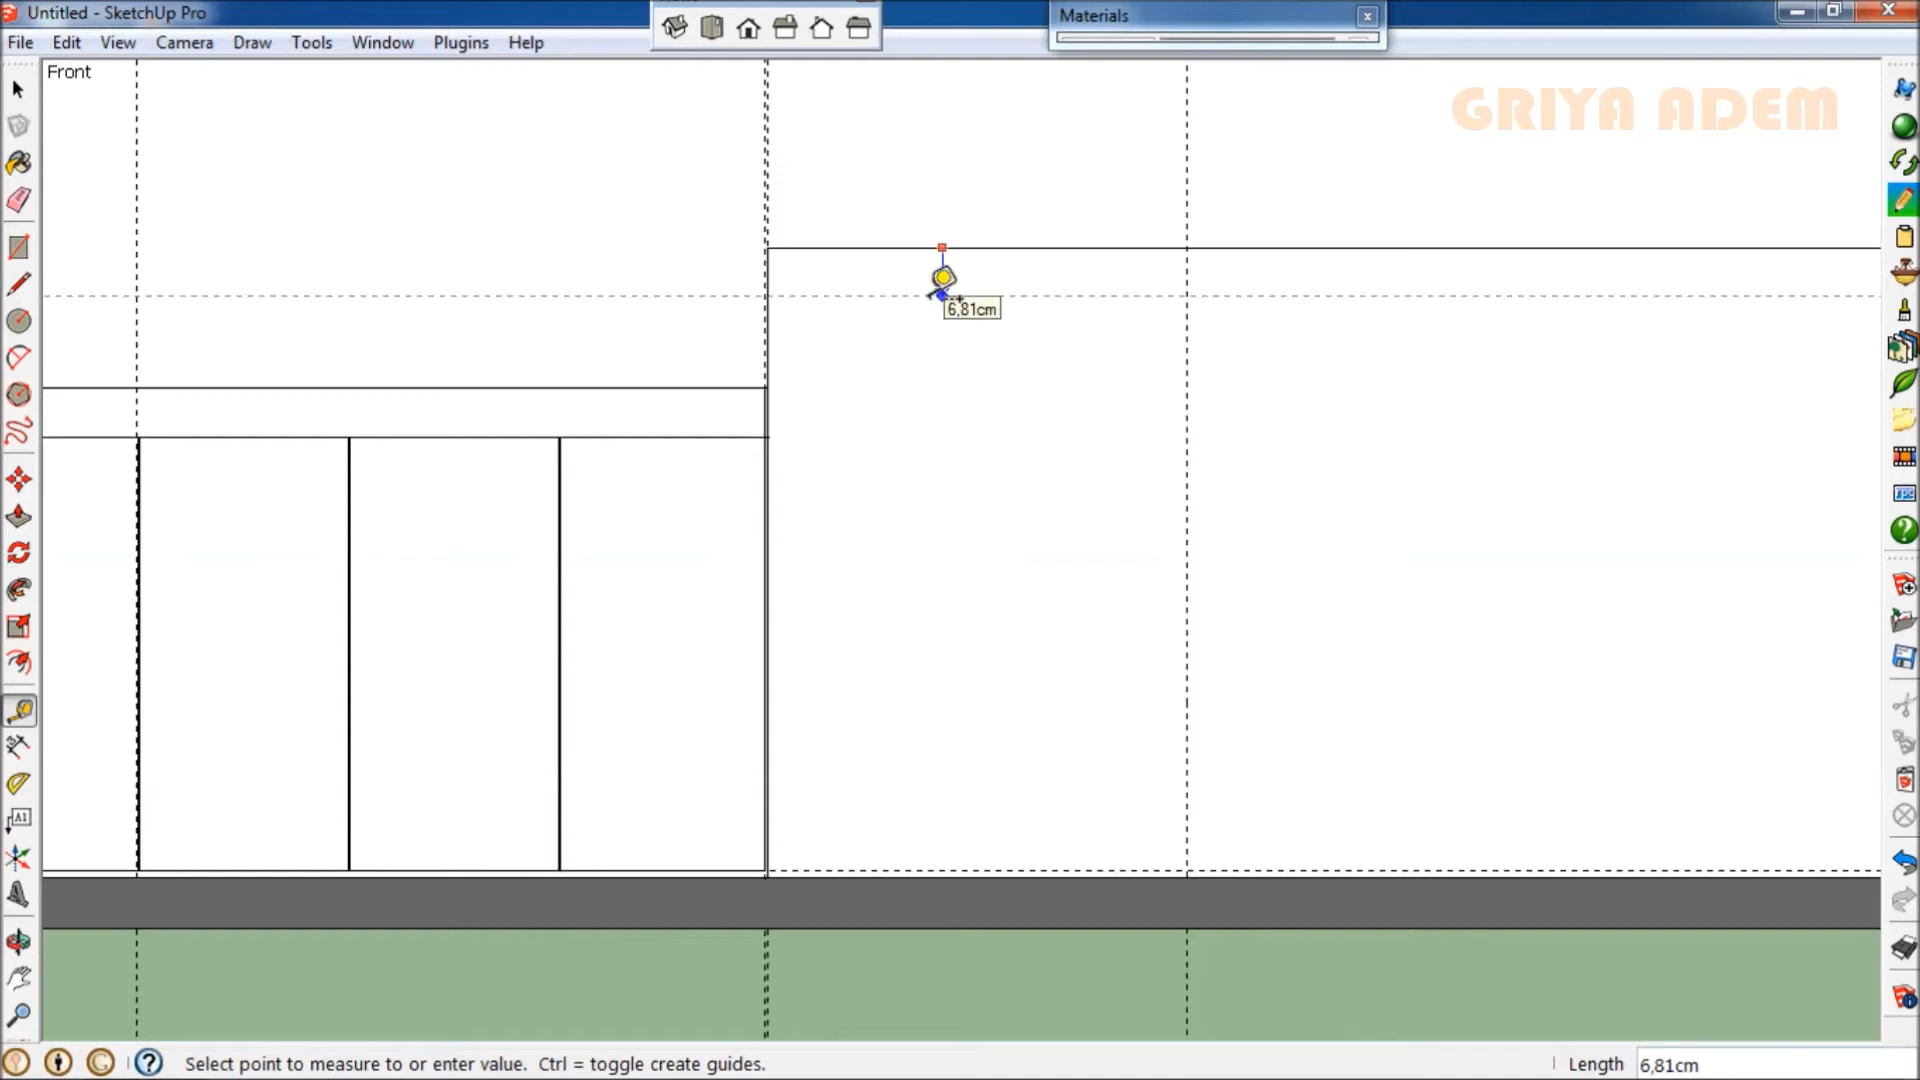 Untitled - SketchUp Pro
Materials
File Edit View Camera Draw Tools Window Plugins Help
Front
GRIYA ADEM
6,81cm
Select point to measure to or enter value. Ctrl = toggle create guides.
Length 6,81cm